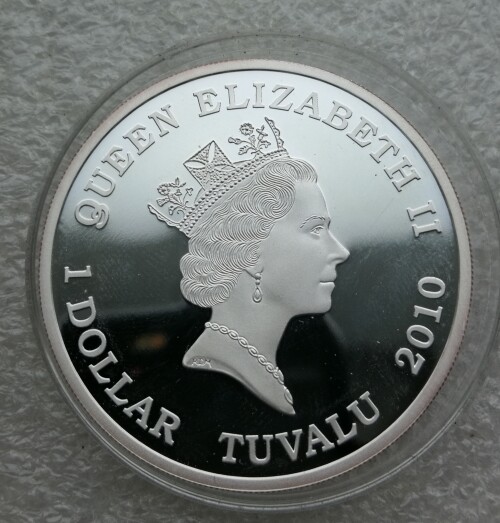 QUEEN ELIZABETH II
1 DOLLAR TUVALU 2010